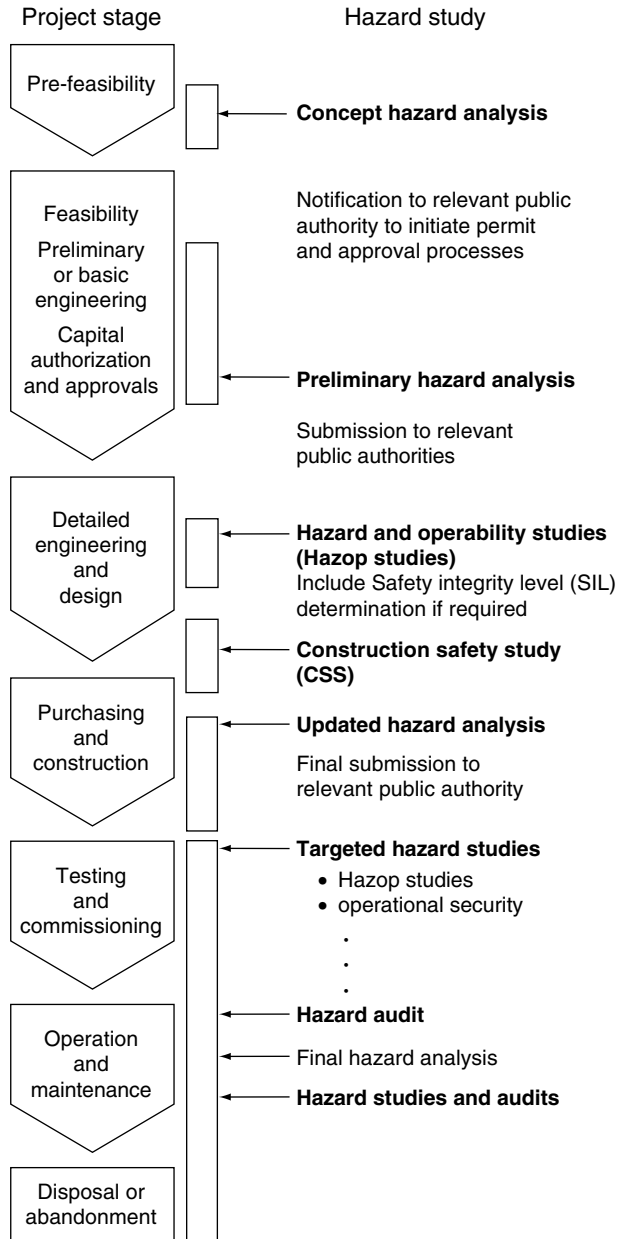 Project stage
Hazard study
Pre-feasibility
Concept hazard analysis
Feasibility
Preliminary
or basic
engineering
Capital
authorization
and approvals
Notification to relevant public
authority to initiate permit
and approval processes
Preliminary hazard analysis
Submission to relevant
public authorities
Detailed
engineering
and
design
Hazard and operability studies
(Hazop studies)
Include Safety integrity level (SIL)
determination if required
Construction safety study
(CSS)
Purchasing
and
construction
Updated hazard analysis
Final submission to
relevant public authority
Testing
and
commissioning
Targeted hazard studies
• Hazop studies
• operational security
.
.
.
Operation
and
maintenance
Hazard audit
Final hazard analysis
Hazard studies and audits
Disposal or
abandonment